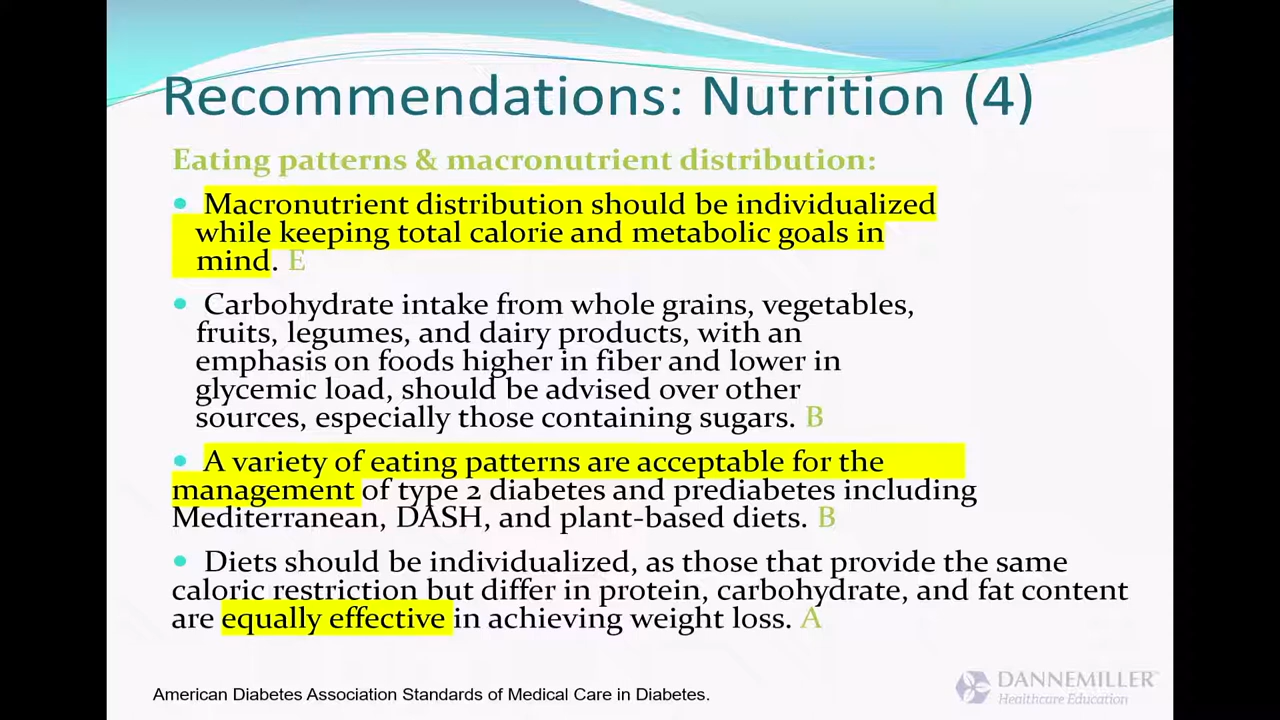 Recommendations: Nutrition (4)
Eating patterns & macronutrient distribution:
• Macronutrient distribution should be individualized
while keeping total calorie and metabolic goals in
mind. E
• Carbohydrate intake from whole grains, vegetables,
fruits, legumes, and dairy products, with an
emphasis on foods higher in fiber and lower in
glycemic load, should be advised over other
sources, especially those containing sugars. B
• A variety of eating patterns are acceptable for the
management of type 2 diabetes and prediabetes including
Mediterranean, DASH, and plant-based diets. B
• Diets should be individualized, as those that provide the same
caloric restriction but differ in protein, carbohydrate, and fat content
are equally effective in achieving weight loss. A
American Diabetes Association Standards of Medical Care in Diabetes.
DANNEMILLER
Healthcare Education